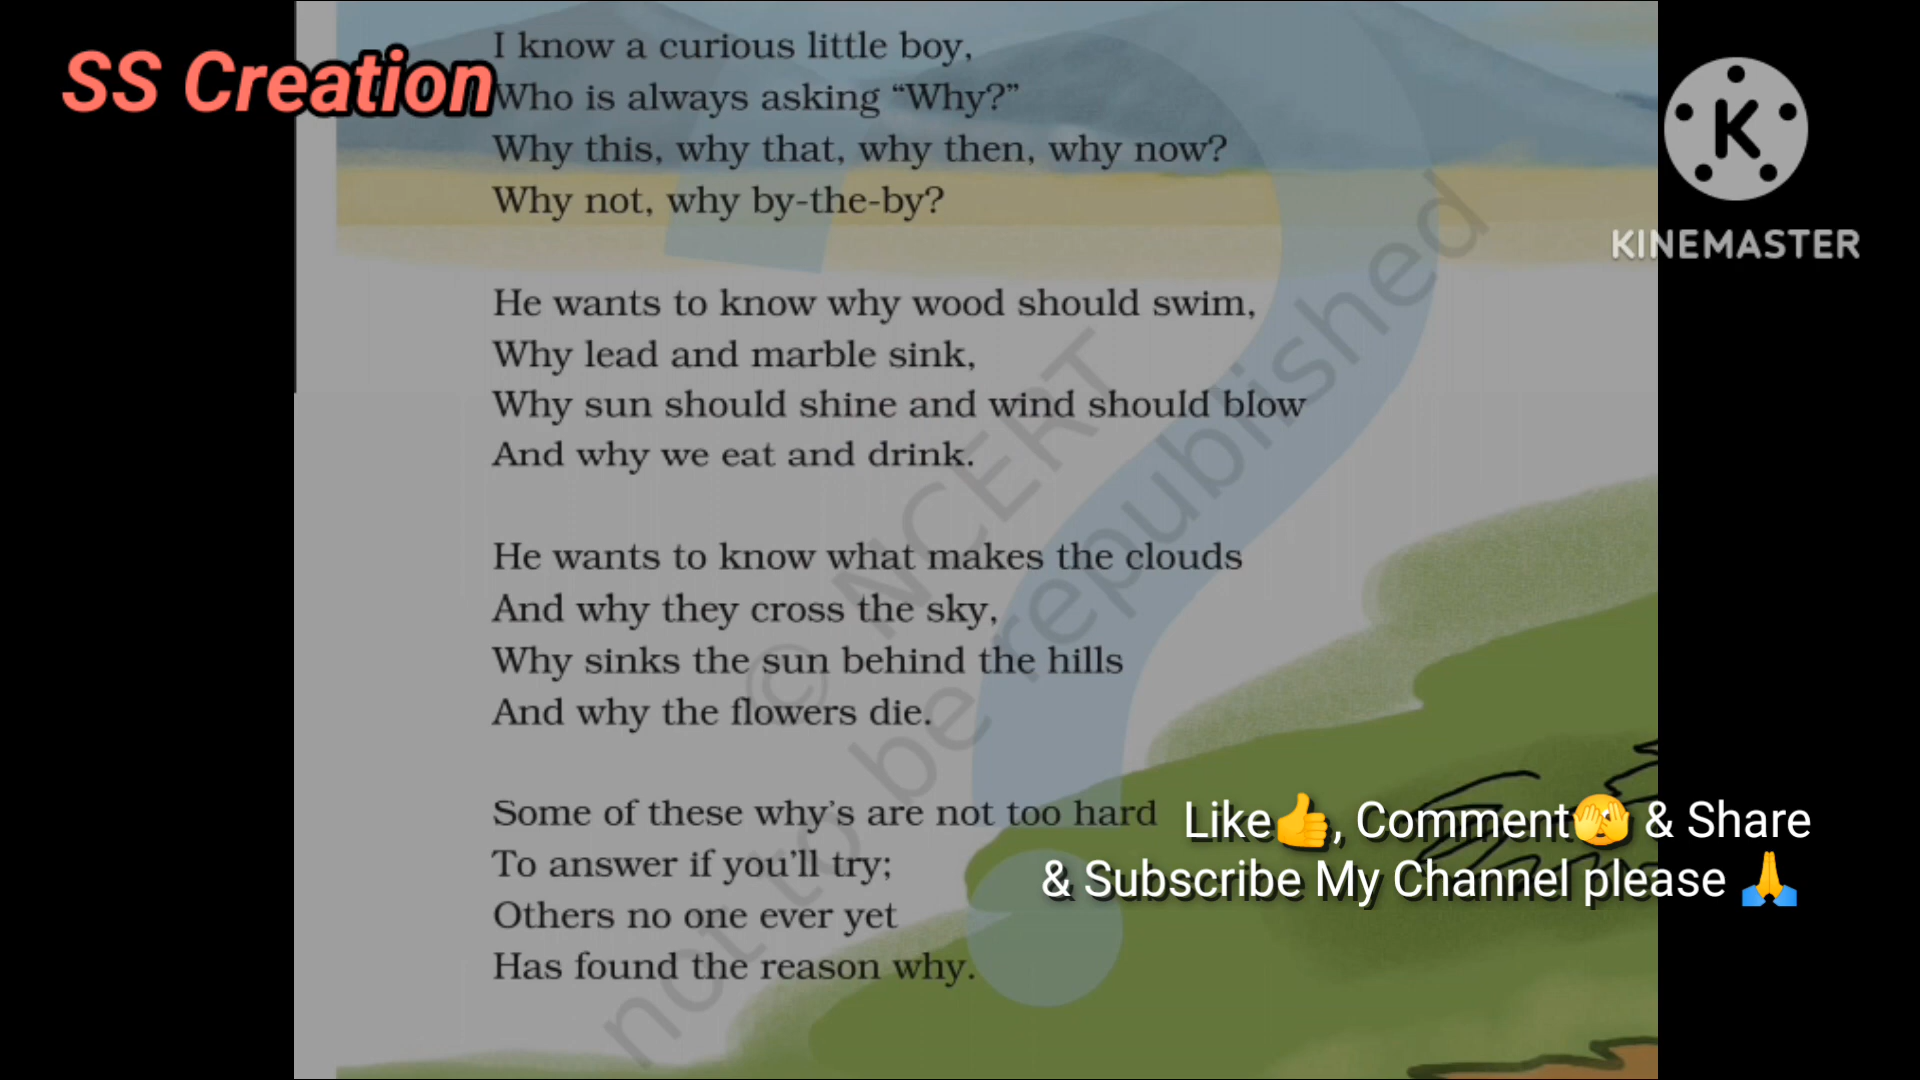 SS Creation
I know a curious little boy,
Who is always asking “Why?”
Why this, why that, why then, why now?
Why not, why by-the-by?
He wants to know why wood should swim,
Why lead and marble sink,
Why sun should shine and wind should blow
And why we eat and drink.
He wants to know what makes the clouds
And why they cross the sky,
Why sinks the sun behind the hills
And why the flowers die.
Some of these why’s are not too hard
To answer if you’ll try;
Others no one ever yet
Has found the reason why.
© NCERT
not to be republished
K
KINEMASTER
Like👍, Comment🫣 & Share
& Subscribe My Channel please 🙏